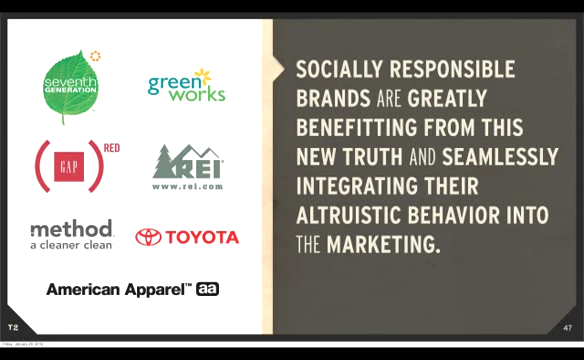 seventh
GENERATION
green
works
(GAP) RED
REI
www.rei.com
method
a cleaner clean
TOYOTA
American Apparel™ aa
SOCIALLY RESPONSIBLE
BRANDS ARE GREATLY
BENEFITTING FROM THIS
NEW TRUTH AND SEAMLESSLY
INTEGRATING THEIR
ALTRUISTIC BEHAVIOR INTO
THE MARKETING.
T2
47